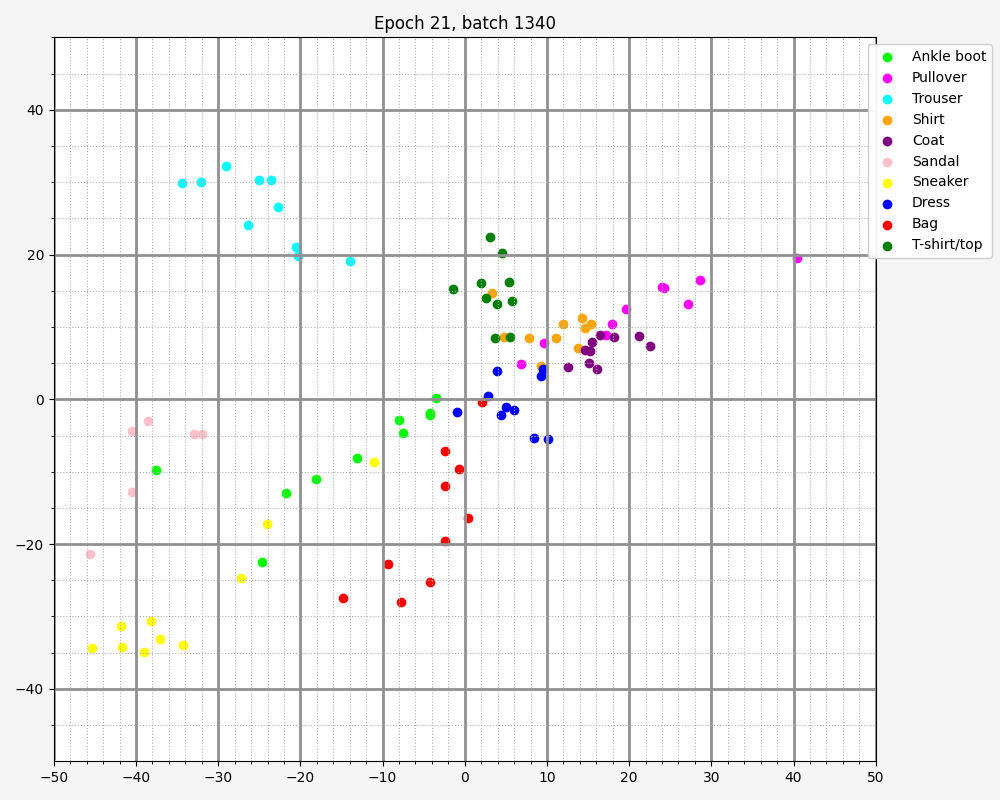 Epoch 21, batch 1340
Ankle boot
Pullover
Trouser
Shirt
Coat
Sandal
Sneaker
Dress
Bag
T-shirt/top
40
20
0
−20
−40
−50 −40 −30 −20 −10 0 10 20 30 40 50